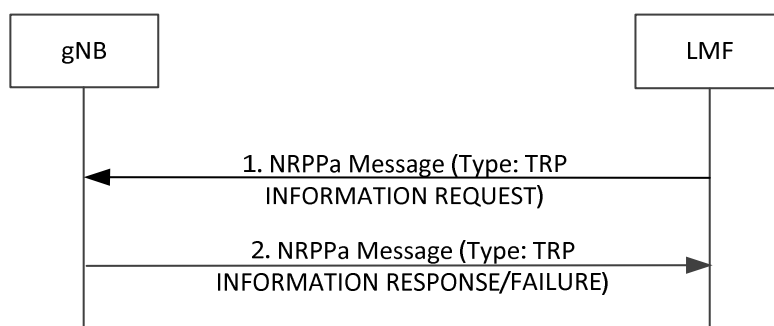 gNB
LMF
1. NRPPa Message (Type: TRP
INFORMATION REQUEST)
2. NRPPa Message (Type: TRP
INFORMATION RESPONSE/FAILURE)